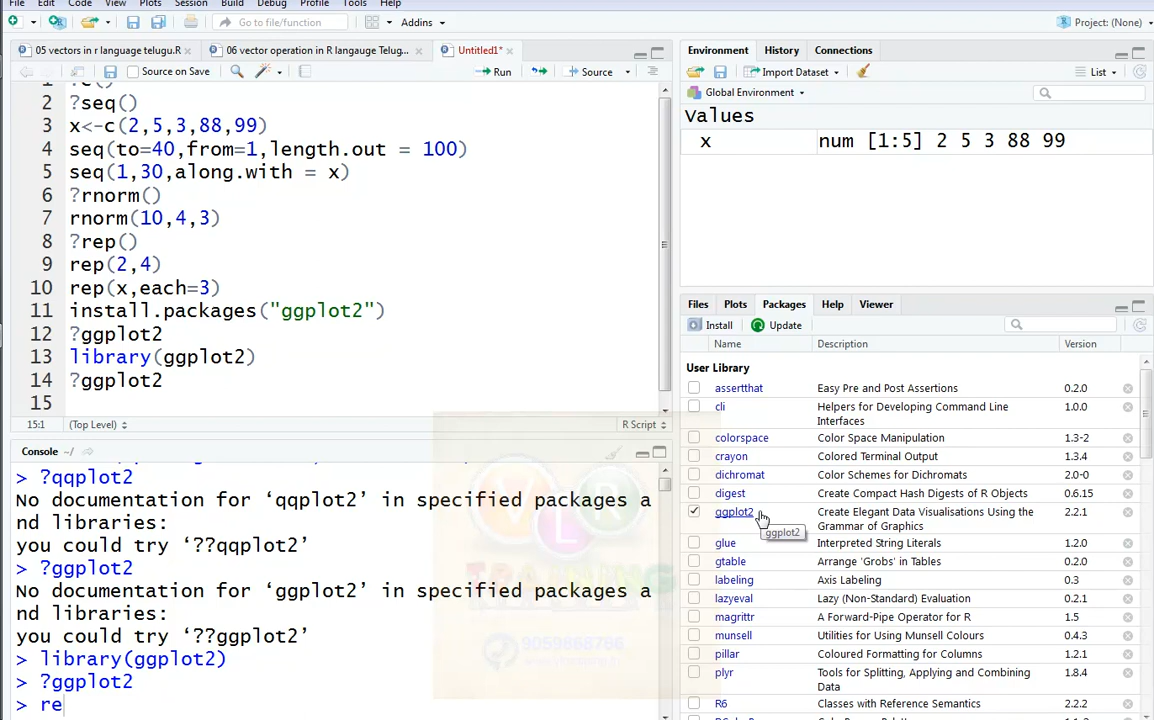 File Edit Code View Plots Session Build Debug Profile Tools Help
Go to file/function Addins Project: (None)
05 vectors in r language telugu.R 06 vector operation in R langauge Telug... Untitled1*
Source on Save Run Source
1 ?c()
2 ?seq()
3 x<-c(2,5,3,88,99)
4 seq(to=40,from=1,length.out = 100)
5 seq(1,30,along.with = x)
6 ?rnorm()
7 rnorm(10,4,3)
8 ?rep()
9 rep(2,4)
10 rep(x,each=3)
11 install.packages("ggplot2")
12 ?ggplot2
13 library(ggplot2)
14 ?ggplot2
15
15:1 (Top Level) R Script
Console ~/
> ?qqplot2
No documentation for ‘qqplot2’ in specified packages a
nd libraries:
you could try ‘??qqplot2’
> ?ggplot2
No documentation for ‘ggplot2’ in specified packages a
nd libraries:
you could try ‘??ggplot2’
> library(ggplot2)
> ?ggplot2
> re
Environment History Connections
Import Dataset List
Global Environment
Values
x num [1:5] 2 5 3 88 99
Files Plots Packages Help Viewer
Install Update
Name Description Version
User Library
assertthat Easy Pre and Post Assertions 0.2.0
cli Helpers for Developing Command Line 1.0.0
Interfaces
colorspace Color Space Manipulation 1.3-2
crayon Colored Terminal Output 1.3.4
dichromat Color Schemes for Dichromats 2.0-0
digest Create Compact Hash Digests of R Objects 0.6.15
ggplot2 Create Elegant Data Visualisations Using the 2.2.1
Grammar of Graphics
ggplot2
glue Interpreted String Literals 1.2.0
gtable Arrange 'Grobs' in Tables 0.2.0
labeling Axis Labeling 0.3
lazyeval Lazy (Non-Standard) Evaluation 0.2.1
magrittr A Forward-Pipe Operator for R 1.5
munsell Utilities for Using Munsell Colours 0.4.3
pillar Coloured Formatting for Columns 1.2.1
plyr Tools for Splitting, Applying and Combining 1.8.4
Data
R6 Classes with Reference Semantics 2.2.2
VLR
TRAINING
9059868766